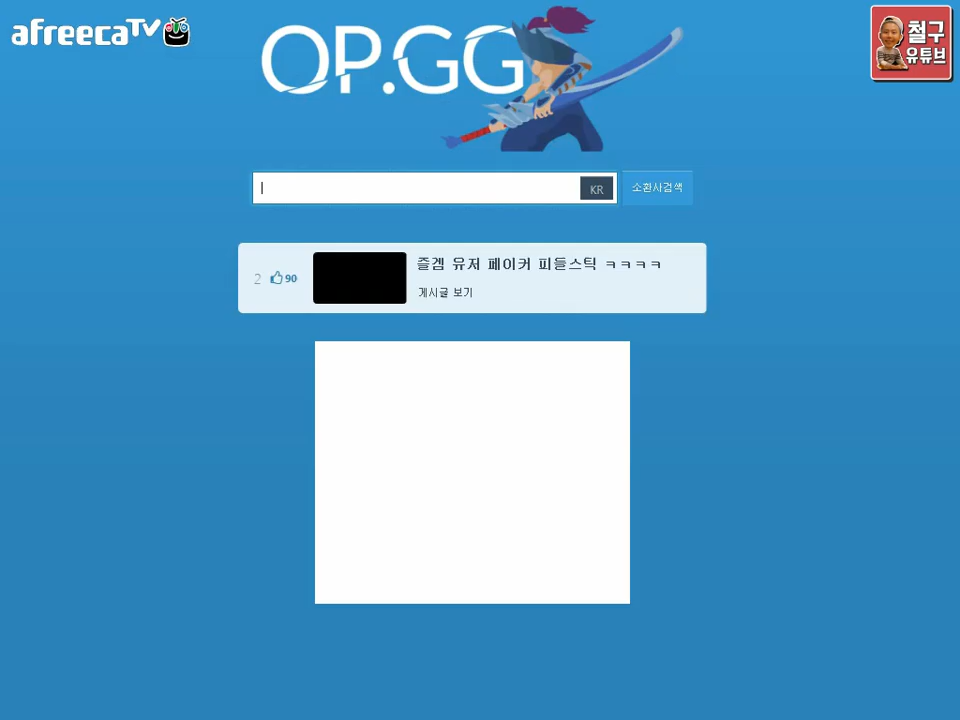 afreecaTV
OP.GG
철구
유튜브
KR
소환사검색
2
90
즐겜 유저 페이커 피들스틱 ㅋㅋㅋㅋ
게시글 보기